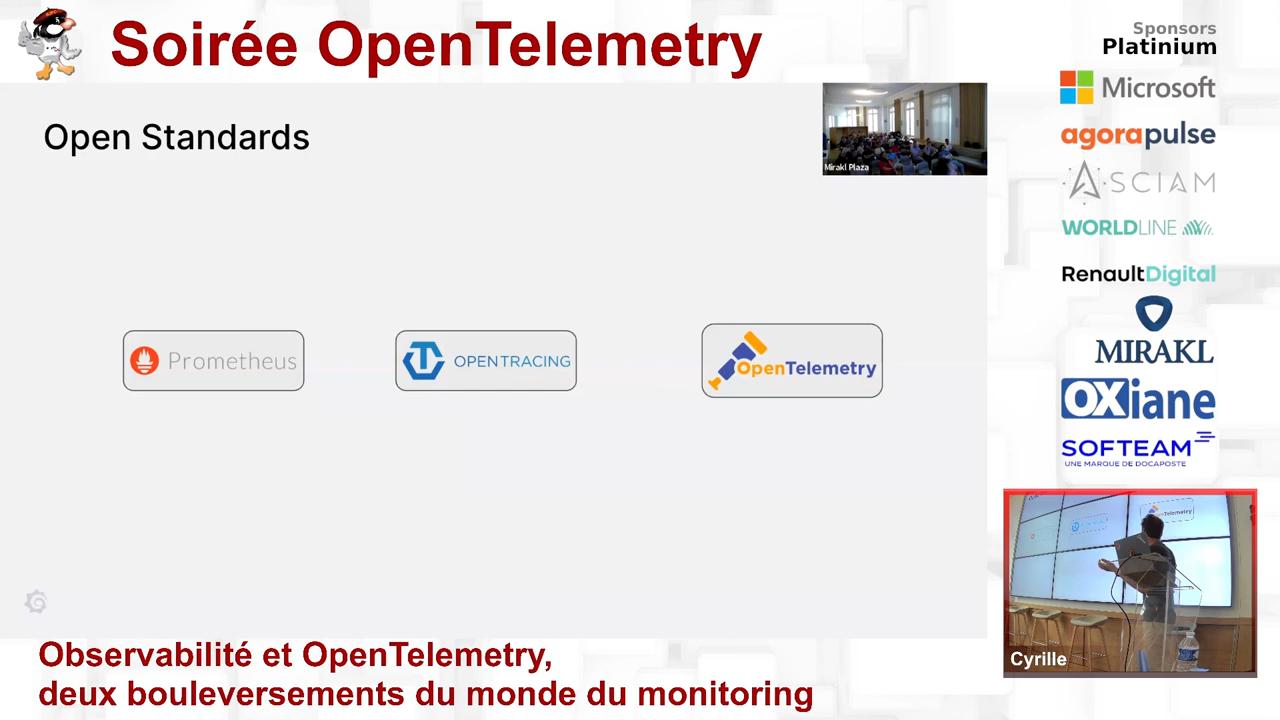 Soirée OpenTelemetry
Sponsors
Platinium
Microsoft
agorapulse
ASCIAM
WORLDLINE
RenaultDigital
MIRAKL
OXiane
SOFTEAM
UNE MARQUE DE DOCAPOSTE
Open Standards
Mirakl Plaza
Prometheus
OPENTRACING
OpenTelemetry
OpenTelemetry
Cyrille
Observabilité et OpenTelemetry,
deux bouleversements du monde du monitoring